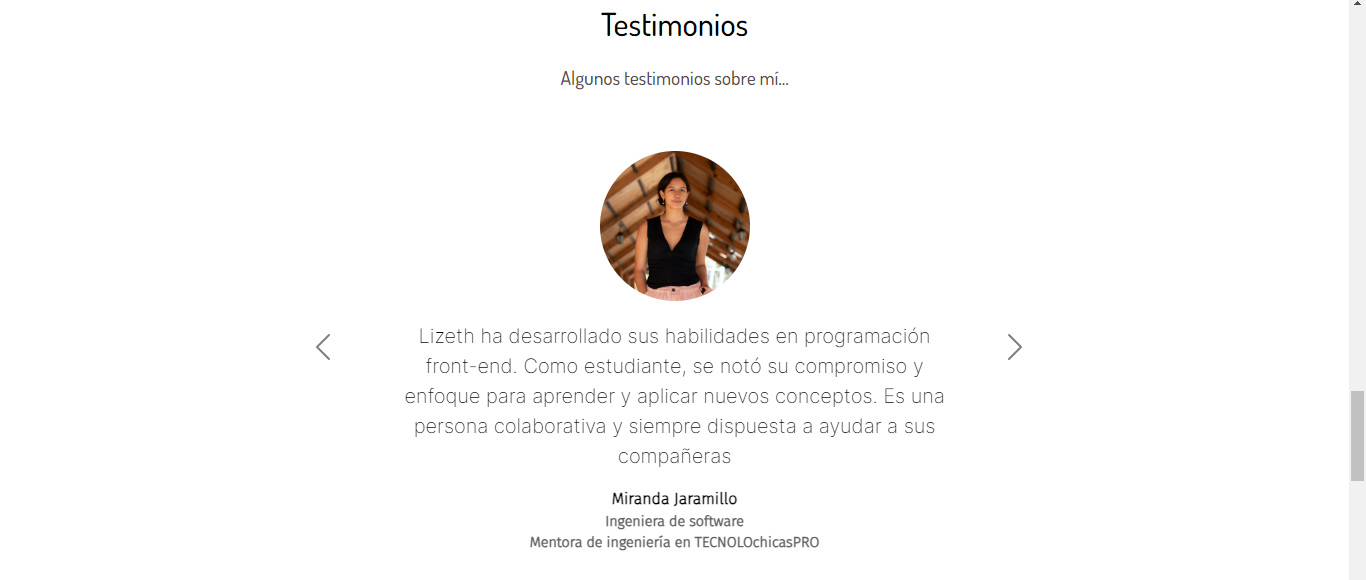 Testimonios
Algunos testimonios sobre mí...
Lizeth ha desarrollado sus habilidades en programación
front-end. Como estudiante, se notó su compromiso y
enfoque para aprender y aplicar nuevos conceptos. Es una
persona colaborativa y siempre dispuesta a ayudar a sus
compañeras
Miranda Jaramillo
Ingeniera de software
Mentora de ingeniería en TECNOLOchicasPRO